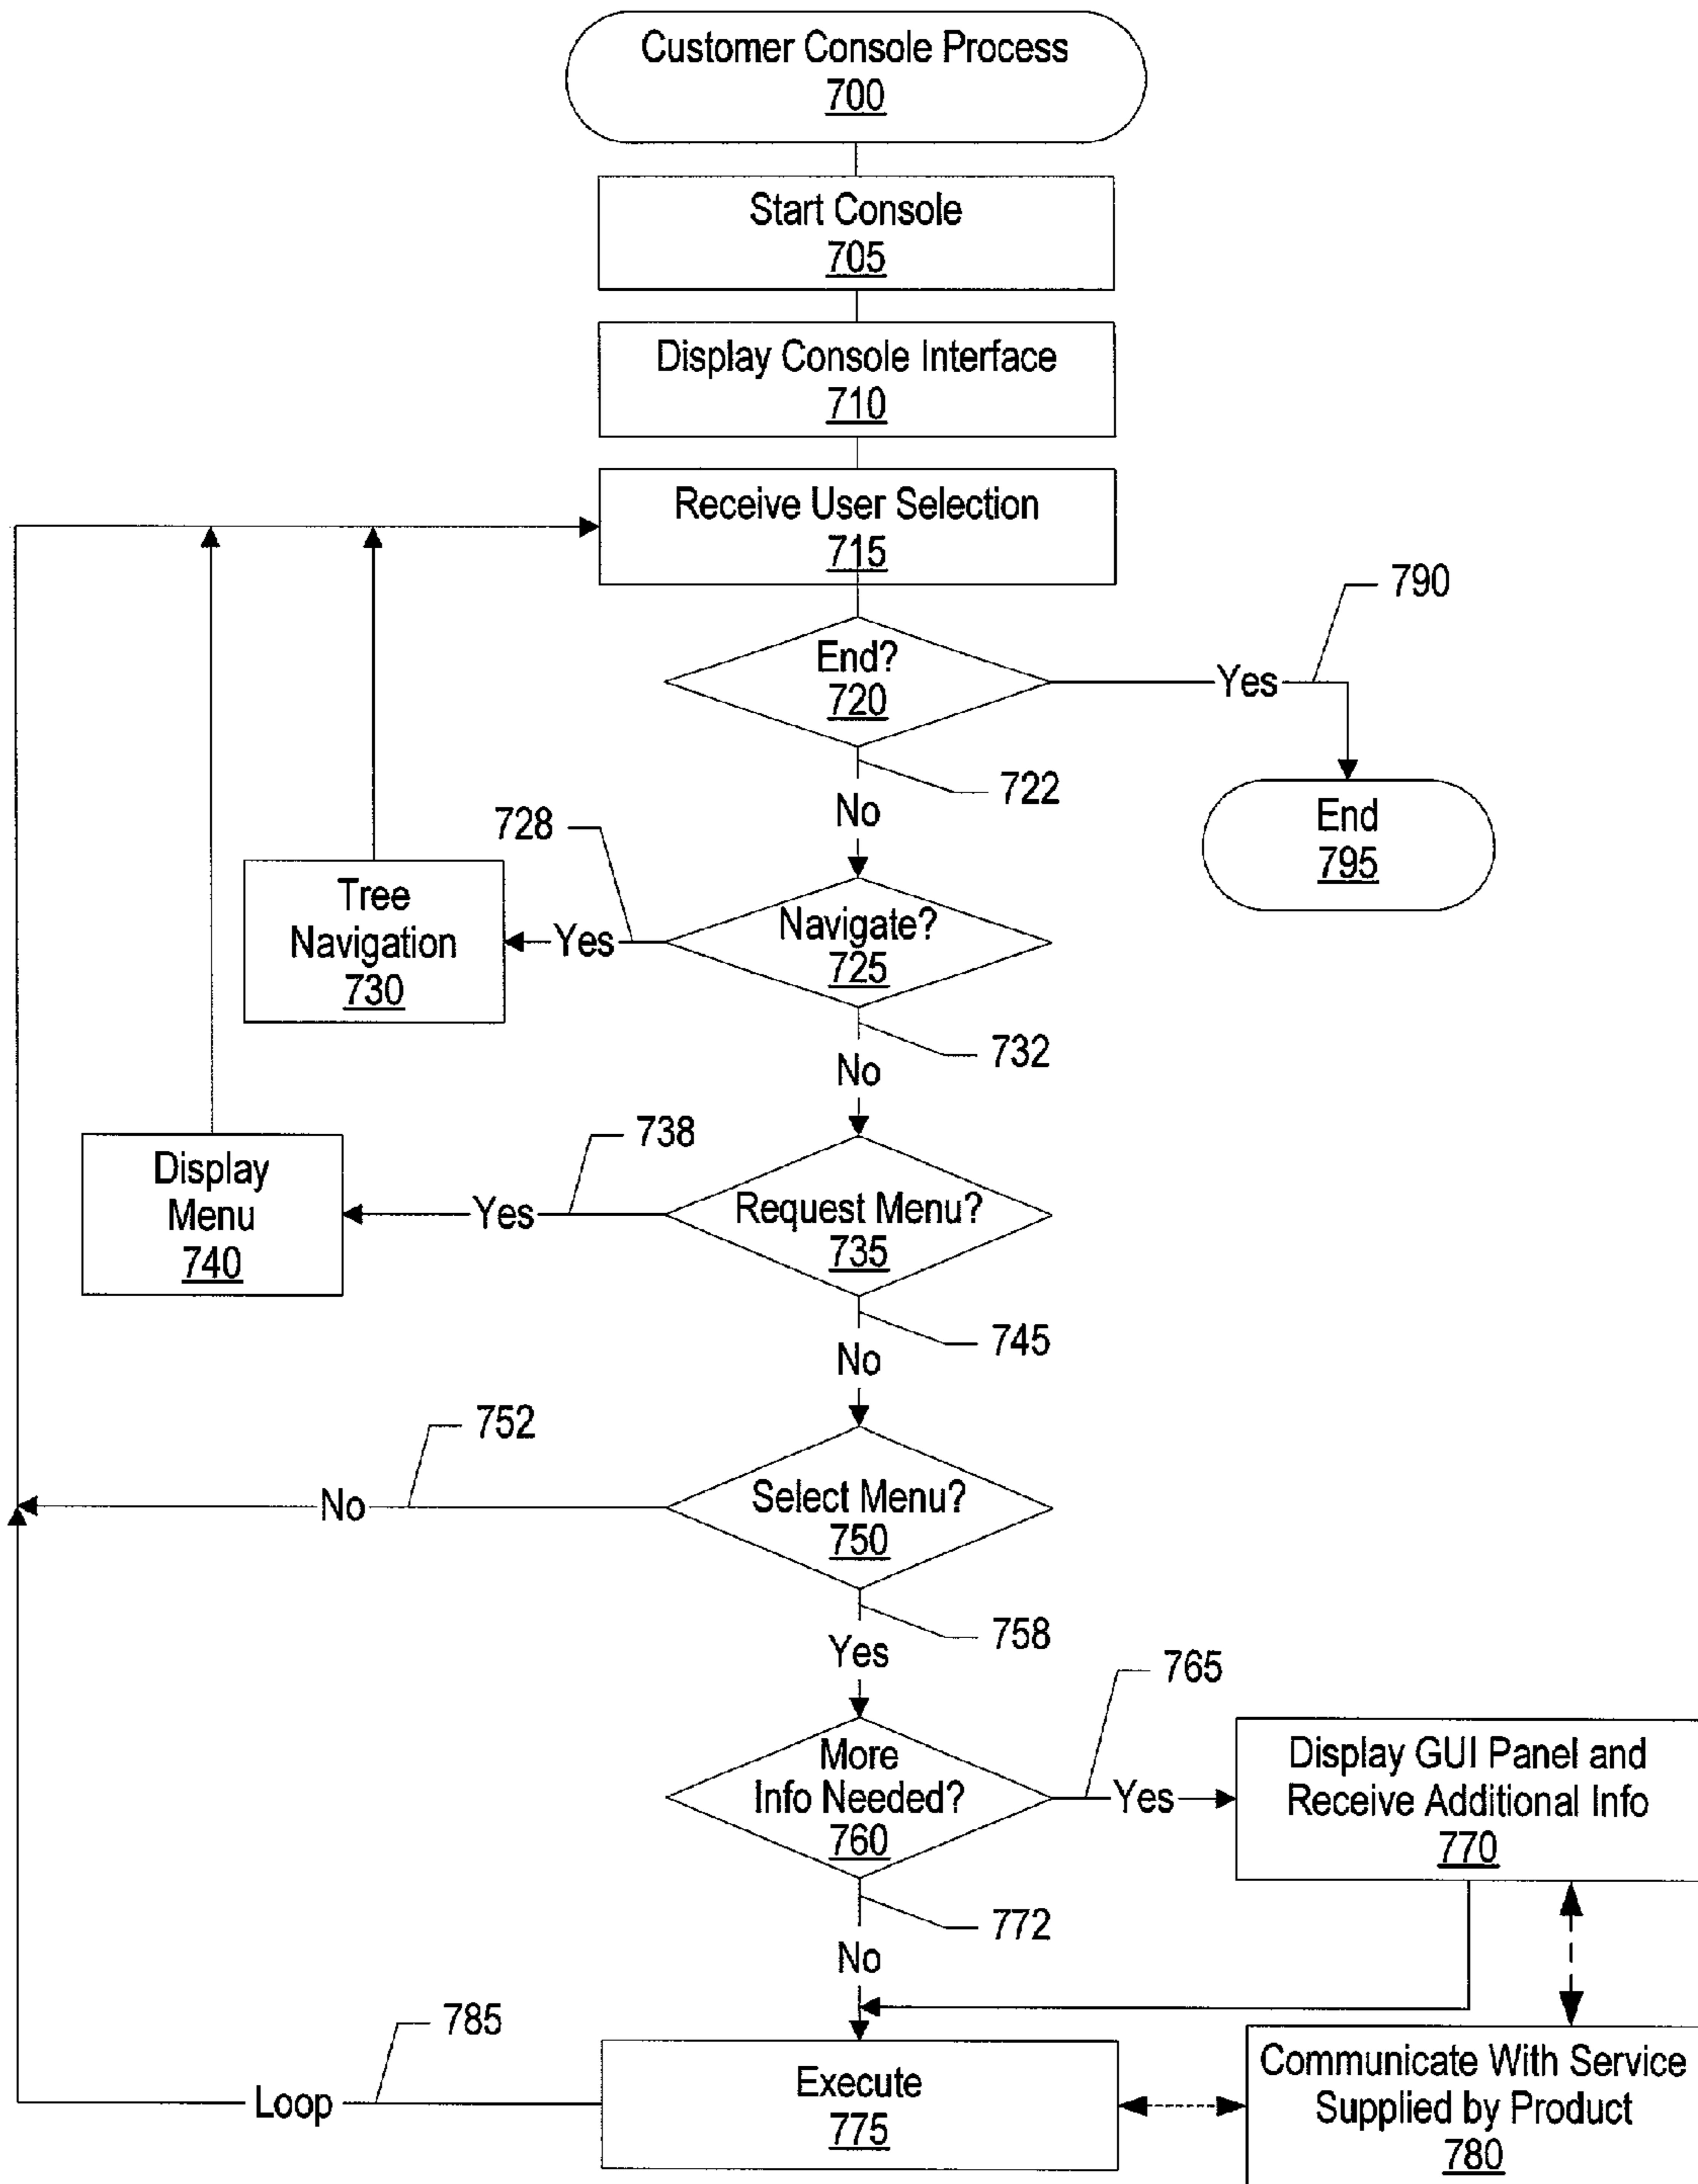 Customer Console Process
700
Start Console
705
Display Console Interface
710
Receive User Selection
715
790
End?
720
Yes
722
No
End
795
728
Tree
Navigation
730
Yes
Navigate?
725
732
No
738
Display
Menu
740
Yes
Request Menu?
735
745
No
752
No
Select Menu?
750
758
Yes
765
More
Info Needed?
760
Yes
Display GUI Panel and
Receive Additional Info
770
772
No
785
Loop
Execute
775
Communicate With Service
Supplied by Product
780